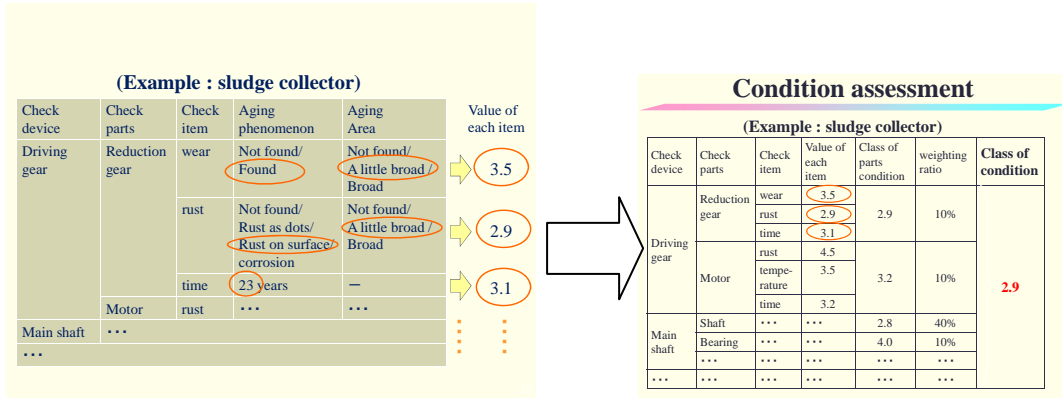 (Example : sludge collector)
Check device Check parts Check item Aging phenomenon Aging Area Value of each item
Driving gear Reduction gear wear Not found/ Found Not found/ A little broad / Broad 3.5
rust Not found/ Rust as dots/ Rust on surface/ corrosion Not found/ A little broad / Broad 2.9
time 23 years – 3.1
Motor rust ··· ···
Main shaft ···
···
Condition assessment
(Example : sludge collector)
Check device Check parts Check item Value of each item Class of parts condition weighting ratio Class of condition
Driving gear Reduction gear wear 3.5 2.9 10% 2.9
rust 2.9
time 3.1
Motor rust 4.5 3.2 10%
tempe-rature 3.5
time 3.2
Main shaft Shaft ··· ··· 2.8 40%
Bearing ··· ··· 4.0 10%
··· ··· ··· ··· ···
··· ··· ··· ··· ··· ···